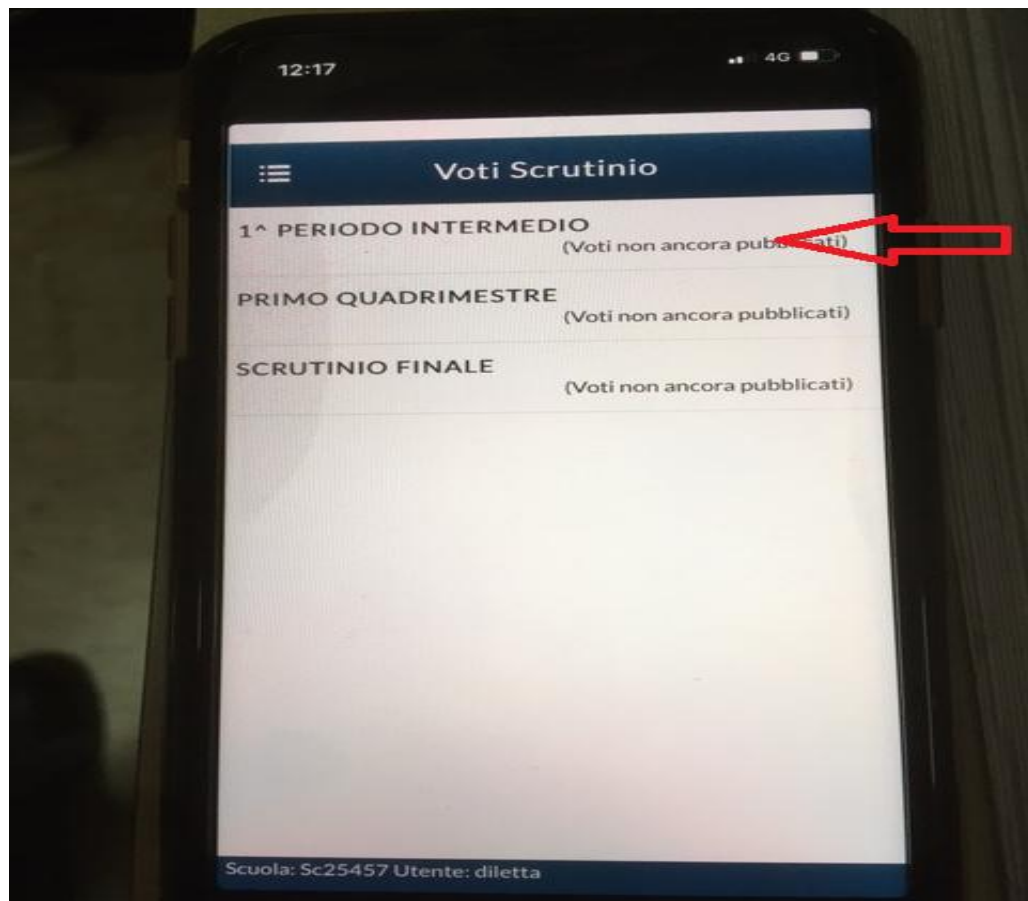 12:17 4G
Voti Scrutinio
1^ PERIODO INTERMEDIO
(Voti non ancora pubblicati)
PRIMO QUADRIMESTRE
(Voti non ancora pubblicati)
SCRUTINIO FINALE
(Voti non ancora pubblicati)
Scuola: Sc25457 Utente: diletta